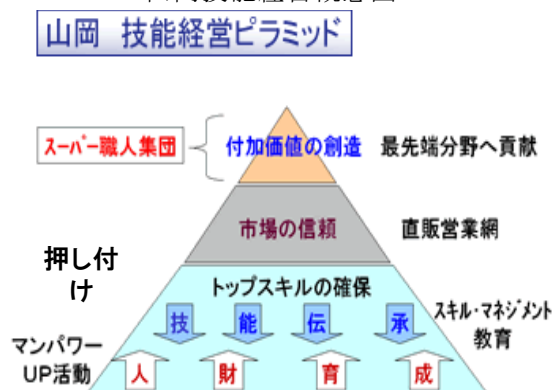 山岡 技能経営ピラミッド
スーパー職人集団
付加価値の創造
最先端分野へ貢献
市場の信頼
直販営業網
押し付
け
トップスキルの確保
技 能 伝 承
スキル・マネジメント
教育
マンパワー
UP活動
人 財 育 成